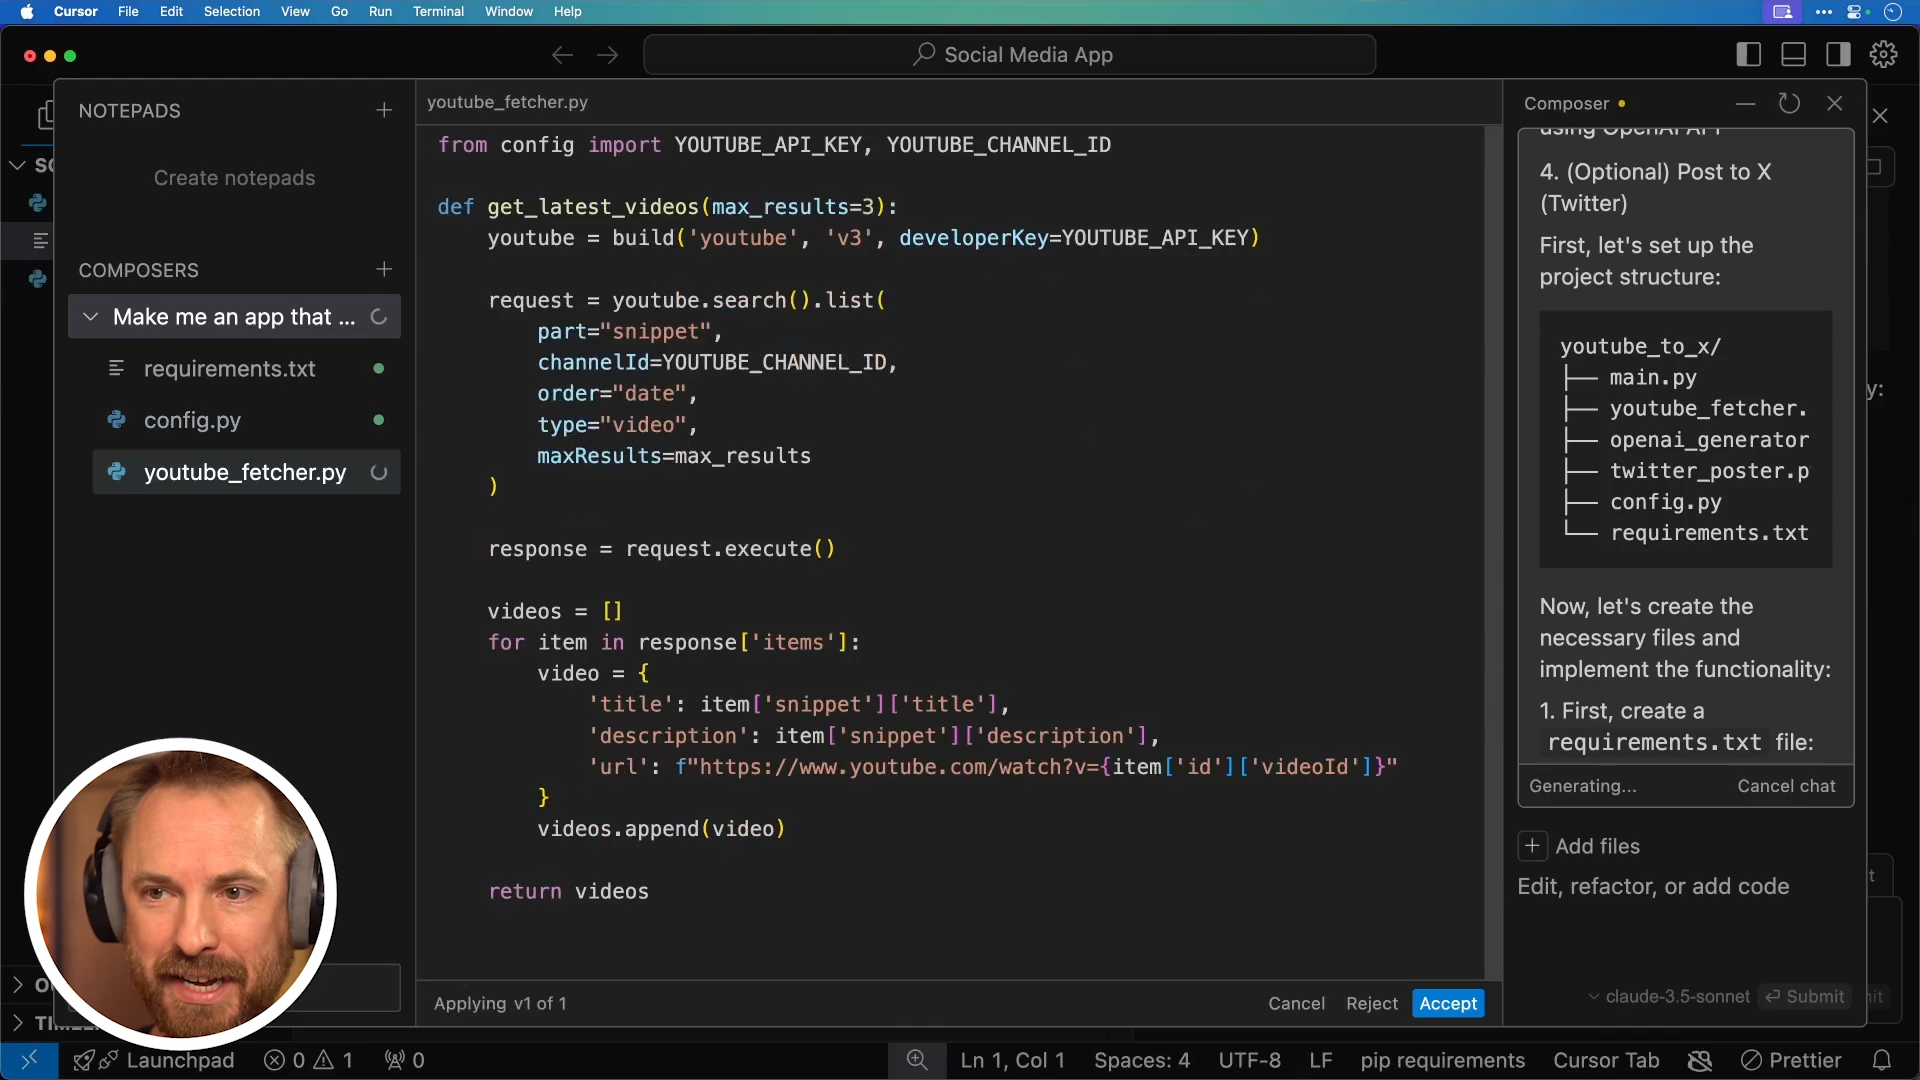 Cursor File Edit Selection View Go Run Terminal Window Help
Social Media App
NOTEPADS
Create notepads
COMPOSERS
Make me an app that ...
requirements.txt
config.py
youtube_fetcher.py
youtube_fetcher.py
from config import YOUTUBE_API_KEY, YOUTUBE_CHANNEL_ID
def get_latest_videos(max_results=3):
youtube = build('youtube', 'v3', developerKey=YOUTUBE_API_KEY)
request = youtube.search().list(
part="snippet",
channelId=YOUTUBE_CHANNEL_ID,
order="date",
type="video",
maxResults=max_results
)
response = request.execute()
videos = []
for item in response['items']:
video = {
'title': item['snippet']['title'],
'description': item['snippet']['description'],
'url': f"https://www.youtube.com/watch?v={item['id']['videoId']}"
}
videos.append(video)
return videos
Applying v1 of 1
Cancel Reject Accept
Composer
using OpenAI API
4. (Optional) Post to X
(Twitter)
First, let's set up the
project structure:
youtube_to_x/
├── main.py
├── youtube_fetcher.
├── openai_generator
├── twitter_poster.p
├── config.py
└── requirements.txt
Now, let's create the
necessary files and
implement the functionality:
1. First, create a
requirements.txt file:
Generating... Cancel chat
+ Add files
Edit, refactor, or add code
claude-3.5-sonnet Submit
Launchpad 0 1 0 Ln 1, Col 1 Spaces: 4 UTF-8 LF pip requirements Cursor Tab Prettier